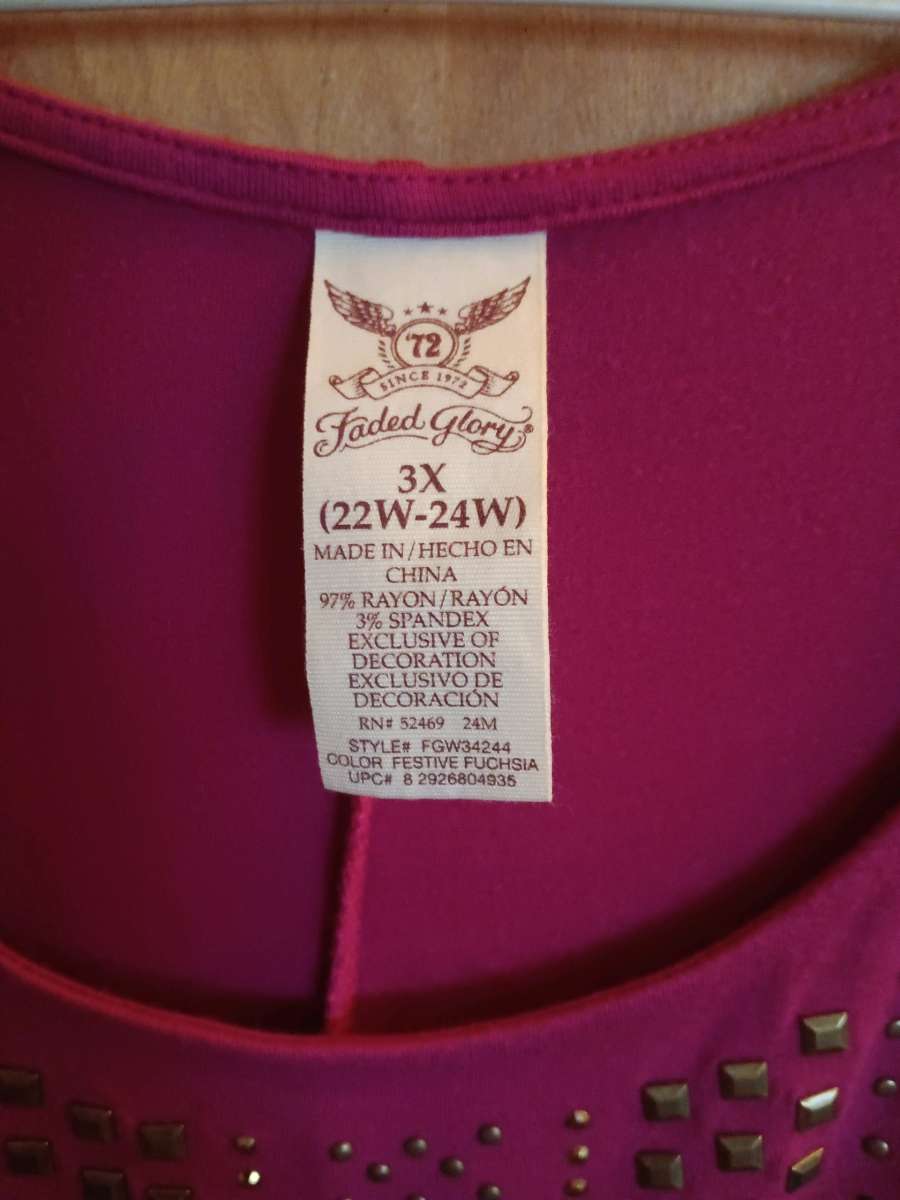 '72
SINCE 1972
Faded Glory®
3X
(22W-24W)
MADE IN/HECHO EN
CHINA
97% RAYON/RAYÓN
3% SPANDEX
EXCLUSIVE OF
DECORATION
EXCLUSIVO DE
DECORACIÓN
RN# 52469 24M
STYLE# FGW34244
COLOR FESTIVE FUCHSIA
UPC# 8 2926804935